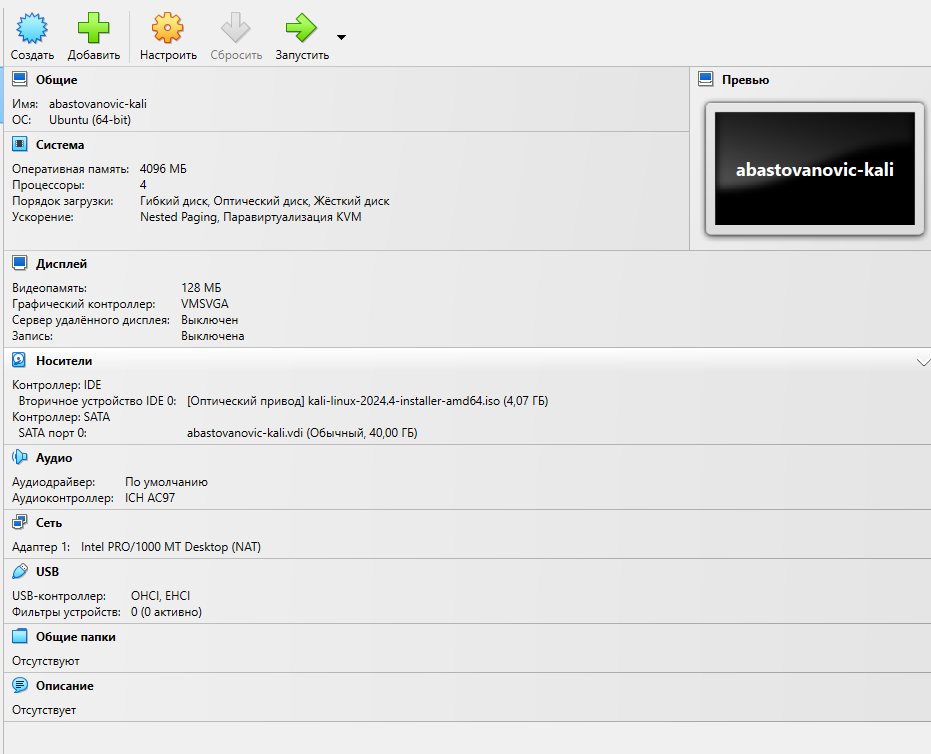 Создать Добавить Настроить Сбросить Запустить
Общие
Имя: abastovanovic-kali
ОС: Ubuntu (64-bit)
Превью
abastovanovic-kali
Система
Оперативная память: 4096 МБ
Процессоры: 4
Порядок загрузки: Гибкий диск, Оптический диск, Жёсткий диск
Ускорение: Nested Paging, Паравиртуализация KVM
Дисплей
Видеопамять: 128 МБ
Графический контроллер: VMSVGA
Сервер удалённого дисплея: Выключен
Запись: Выключена
Носители
Контроллер: IDE
Вторичное устройство IDE 0: [Оптический привод] kali-linux-2024.4-installer-amd64.iso (4,07 ГБ)
Контроллер: SATA
SATA порт 0: abastovanovic-kali.vdi (Обычный, 40,00 ГБ)
Аудио
Аудиодрайвер: По умолчанию
Аудиоконтроллер: ICH AC97
Сеть
Адаптер 1: Intel PRO/1000 MT Desktop (NAT)
USB
USB-контроллер: OHCI, EHCI
Фильтры устройств: 0 (0 активно)
Общие папки
Отсутствуют
Описание
Отсутствует